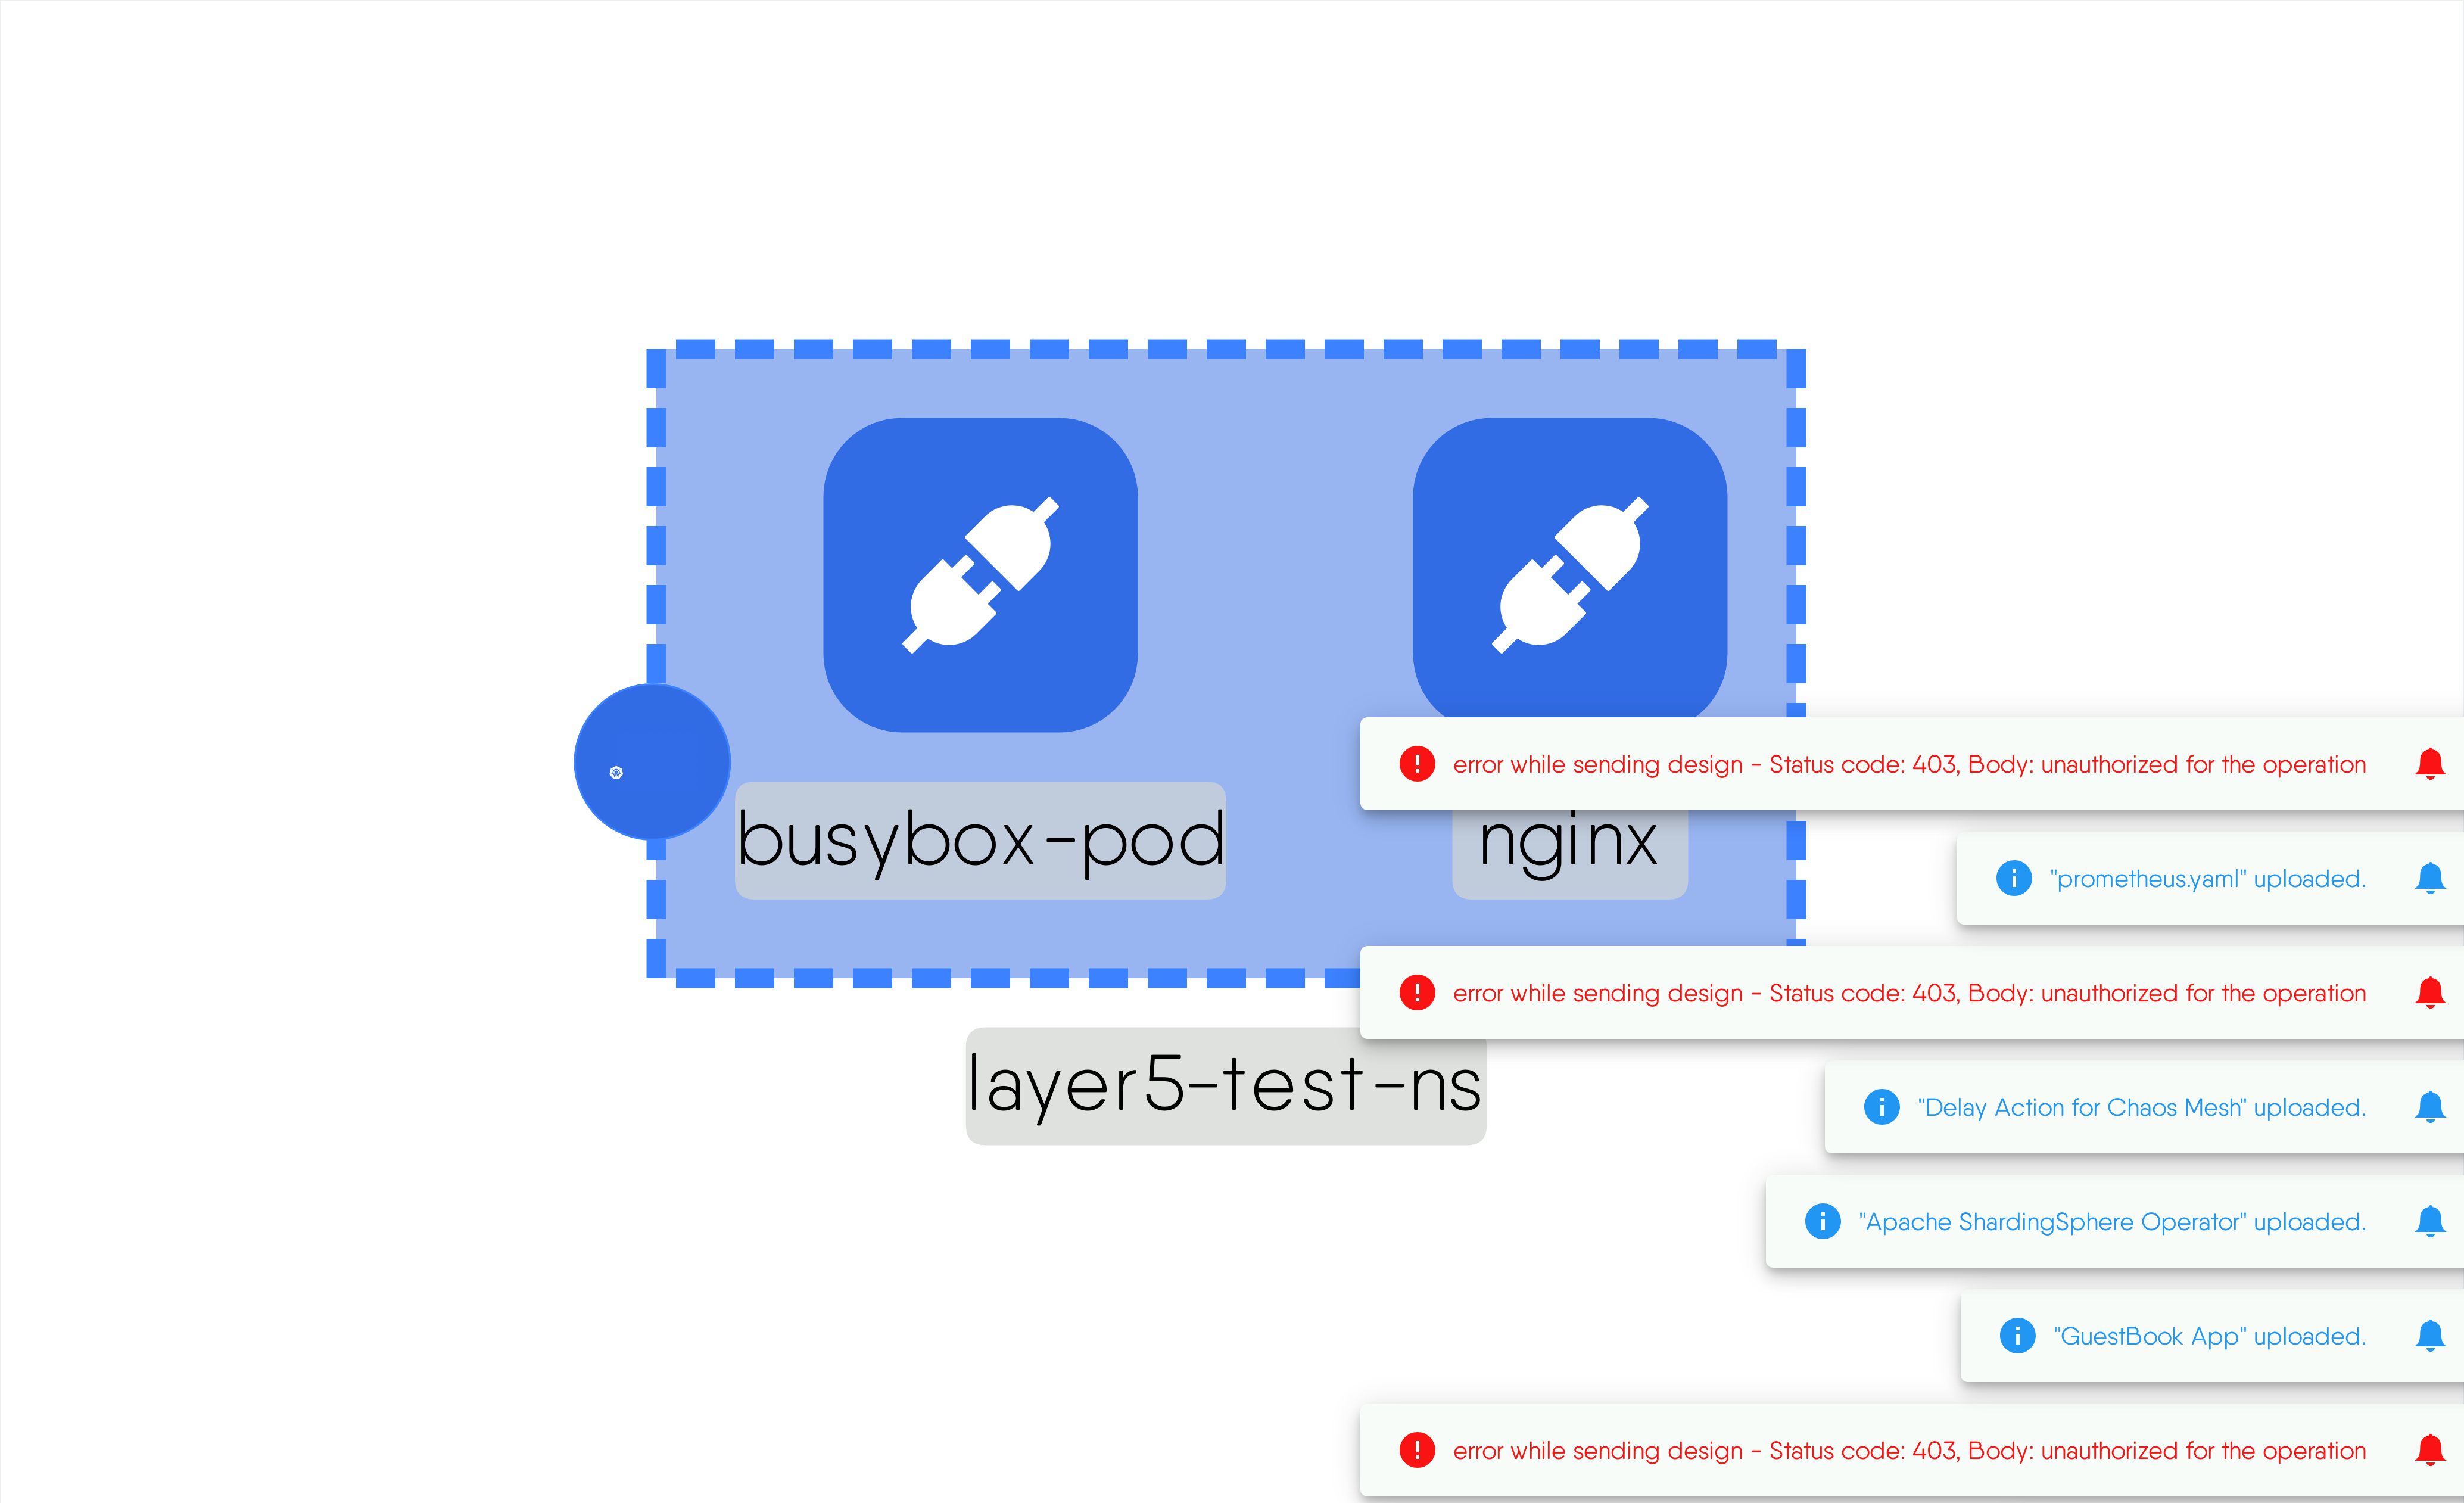 busybox-pod
nginx
layer5-test-ns
error while sending design - Status code: 403, Body: unauthorized for the operation
"prometheus.yaml" uploaded.
error while sending design - Status code: 403, Body: unauthorized for the operation
"Delay Action for Chaos Mesh" uploaded.
"Apache ShardingSphere Operator" uploaded.
"GuestBook App" uploaded.
error while sending design - Status code: 403, Body: unauthorized for the operation